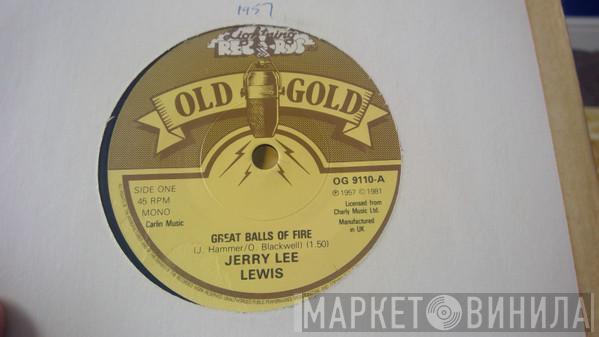 1957
Lightning
RECORDS
OLD GOLD
SIDE ONE
45 RPM
MONO
Carlin Music
OG 9110-A
℗ 1957 © 1981
Licensed from
Charly Music Ltd.
Manufactured
in UK
GREAT BALLS OF FIRE
(J. Hammer/O. Blackwell) (1.50)
JERRY LEE
LEWIS
МАРКЕТ ВИНИЛА